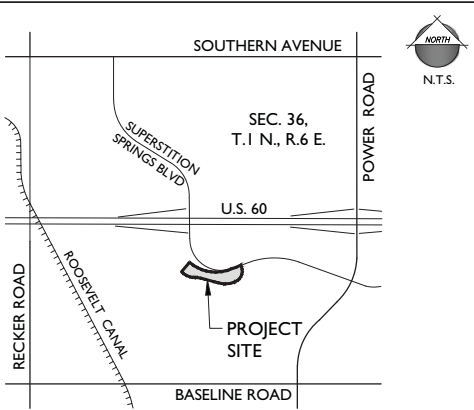 SOUTHERN AVENUE
NORTH
N.T.S.
SEC. 36,
T.1 N., R.6 E.
POWER ROAD
SUPERSTITION
SPRINGS BLVD
U.S. 60
ROOSEVELT CANAL
RECKER ROAD
PROJECT
SITE
BASELINE ROAD